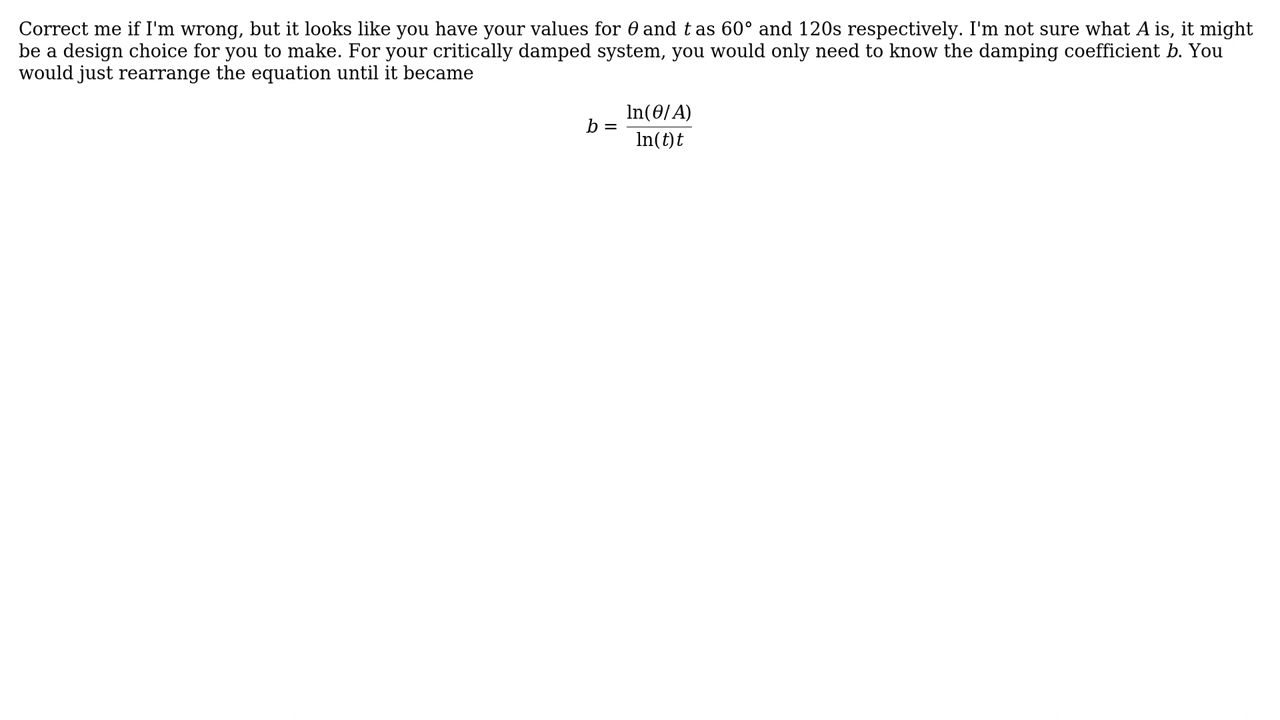 Correct me if I'm wrong, but it looks like you have your values for θ and t as 60° and 120s respectively. I'm not sure what A is, it might
be a design choice for you to make. For your critically damped system, you would only need to know the damping coefficient b. You
would just rearrange the equation until it became
b = ln(θ/A) / ln(t)t